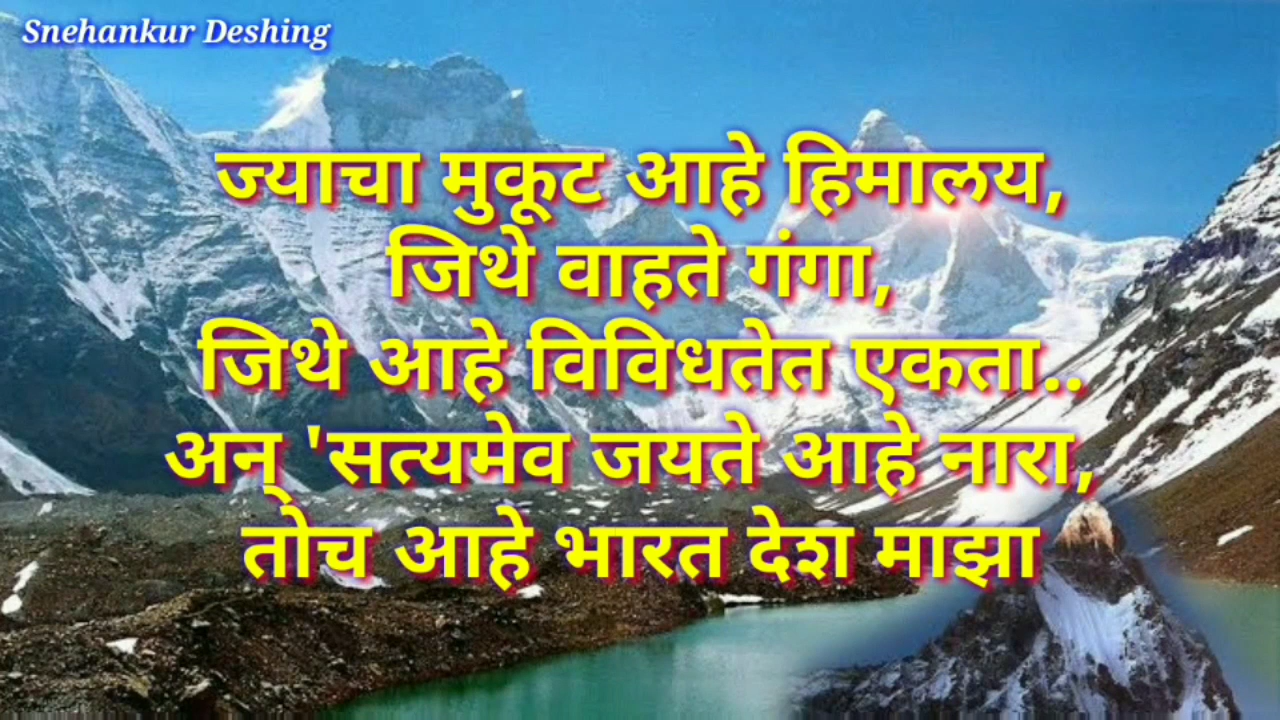 Snehankur Deshing
ज्याचा मुकूट आहे हिमालय,
जिथे वाहते गंगा,
जिथे आहे विविधतेत एकता..
अन् 'सत्यमेव जयते आहे नारा,
तोच आहे भारत देश माझा